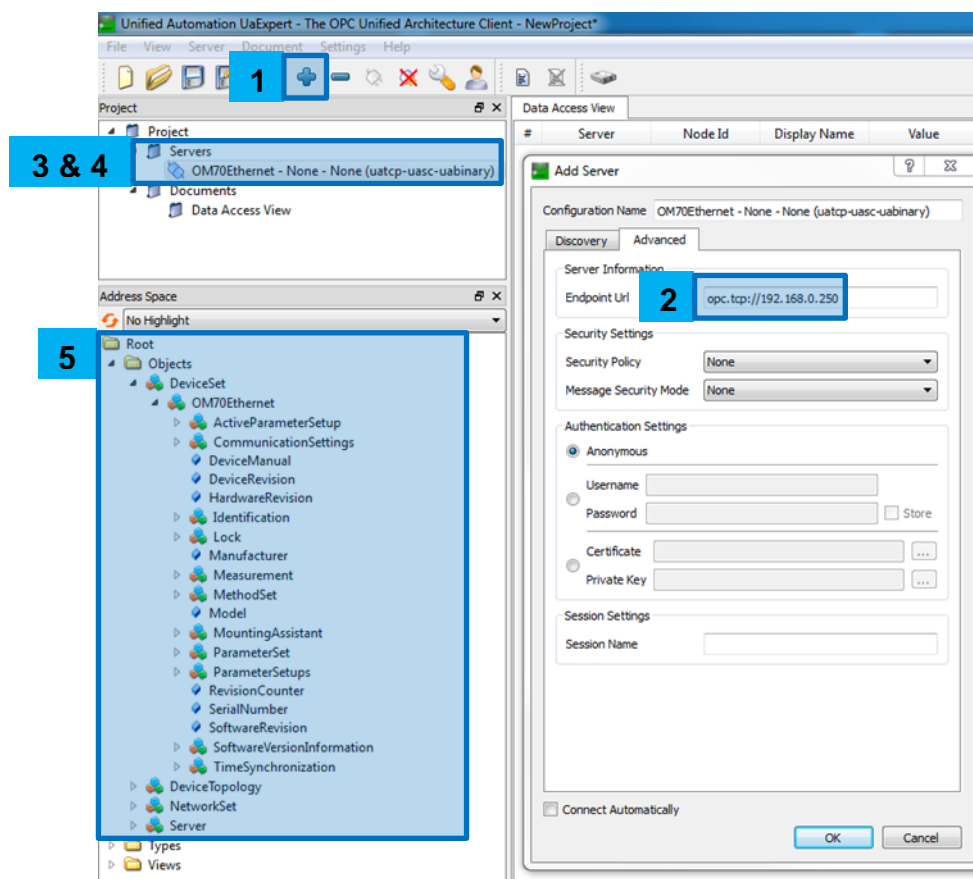 Unified Automation UaExpert - The OPC Unified Architecture Client - NewProject*
File View Server Document Settings Help
1
Project
Project
3 & 4
Servers
OM70Ethernet - None - None (uatcp-uasc-uabinary)
Documents
Data Access View
Address Space
No Highlight
5
Root
Objects
DeviceSet
OM70Ethernet
ActiveParameterSetup
CommunicationSettings
DeviceManual
DeviceRevision
HardwareRevision
Identification
Lock
Manufacturer
Measurement
MethodSet
Model
MountingAssistant
ParameterSet
ParameterSetups
RevisionCounter
SerialNumber
SoftwareRevision
SoftwareVersionInformation
TimeSynchronization
DeviceTopology
NetworkSet
Server
Types
Views
Data Access View
# Server Node Id Display Name Value
Add Server
Configuration Name OM70Ethernet - None - None (uatcp-uasc-uabinary)
Discovery Advanced
Server Information
Endpoint Url 2 opc.tcp://192.168.0.250
Security Settings
Security Policy None
Message Security Mode None
Authentication Settings
Anonymous
Username
Password Store
Certificate ...
Private Key ...
Session Settings
Session Name
Connect Automatically
OK Cancel